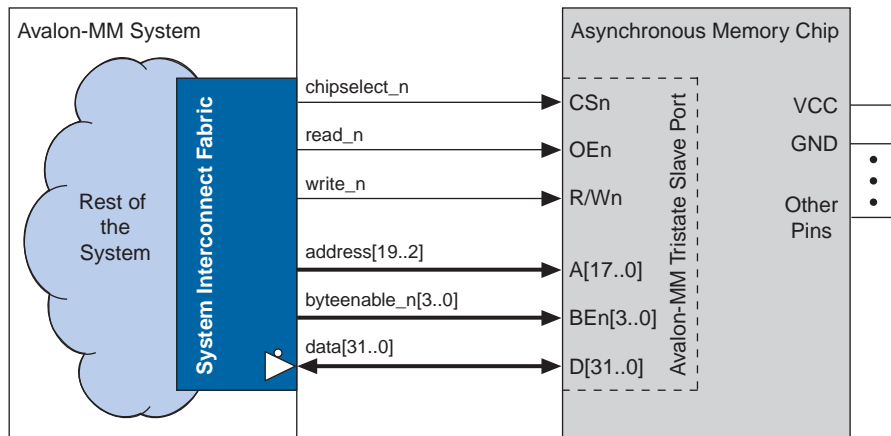 Avalon-MM System
Asynchronous Memory Chip
Rest of
the
System
System Interconnect Fabric
chipselect_n
read_n
write_n
address[19..2]
byteenable_n[3..0]
data[31..0]
CSn
OEn
R/Wn
A[17..0]
BEn[3..0]
D[31..0]
Avalon-MM Tristate Slave Port
VCC
GND
Other
Pins